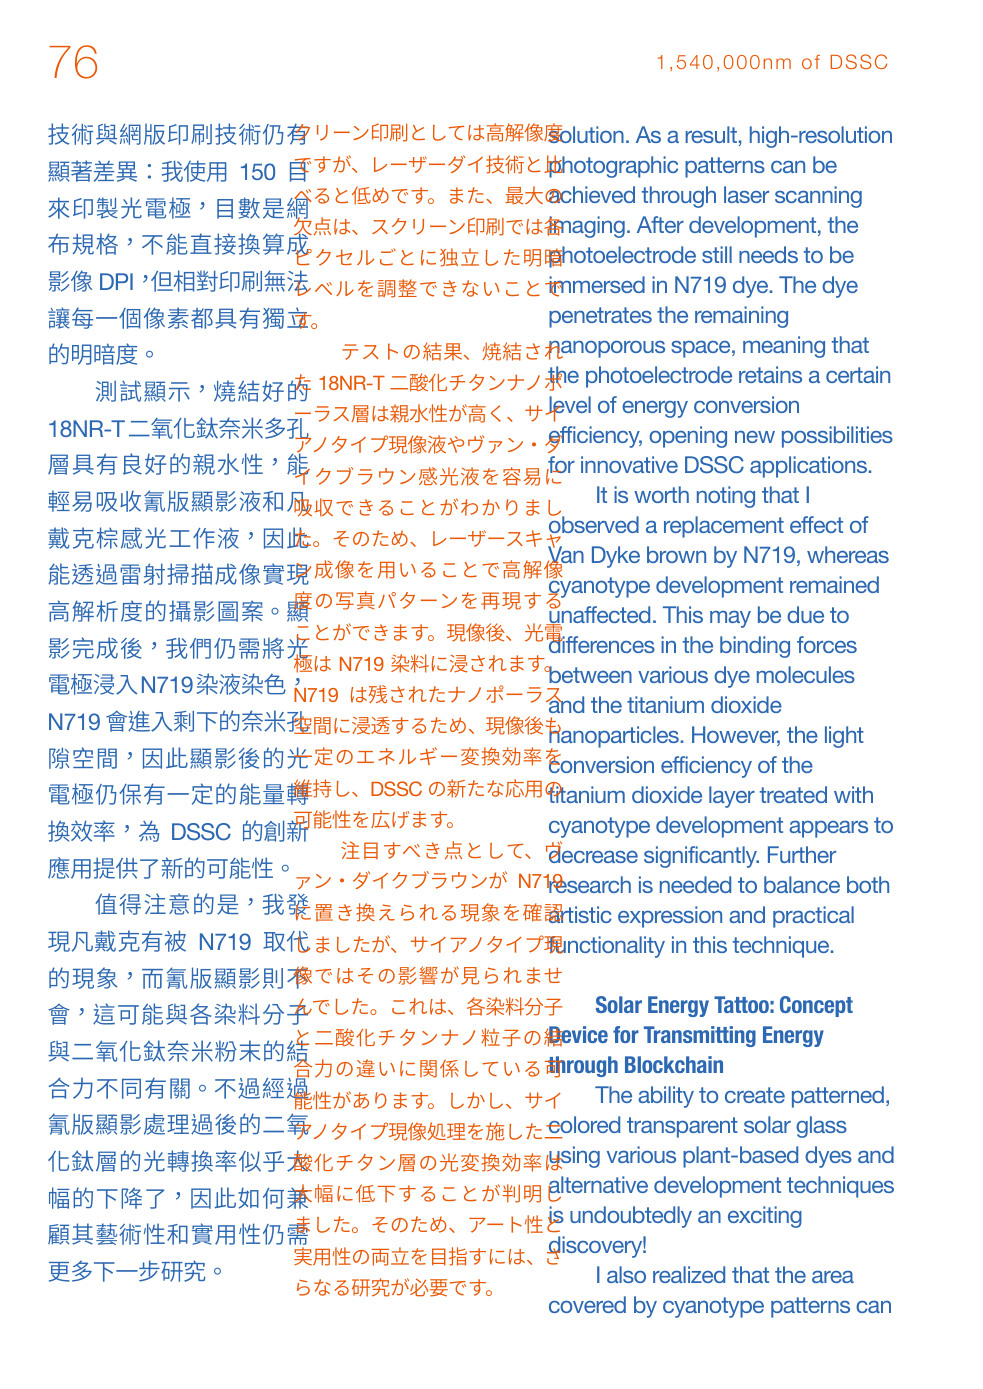 76
1,540,000nm of DSSC
技術與網版印刷技術仍有
顯著差異：我使用 150 目
來印製光電極，目數是網
布規格，不能直接換算成
影像 DPI，但相對印刷無法
讓每一個像素都具有獨立
的明暗度。
測試顯示，燒結好的
18NR-T二氧化鈦奈米多孔
層具有良好的親水性，能
輕易吸收氰版顯影液和凡
戴克棕感光工作液，因此
能透過雷射掃描成像實現
高解析度的攝影圖案。顯
影完成後，我們仍需將光
電極浸入N719染液染色，
N719 會進入剩下的奈米孔
隙空間，因此顯影後的光
電極仍保有一定的能量轉
換效率，為 DSSC 的創新
應用提供了新的可能性。
值得注意的是，我發
現凡戴克有被 N719 取代
的現象，而氰版顯影則不
會，這可能與各染料分子
與二氧化鈦奈米粉末的結
合力不同有關。不過經過
氰版顯影處理過後的二氧
化鈦層的光轉換率似乎大
幅的下降了，因此如何兼
顧其藝術性和實用性仍需
更多下一步研究。
クリーン印刷としては高解像度
ですが、レーザーダイ技術と比
べると低めです。また、最大の
欠点は、スクリーン印刷では各
ピクセルごとに独立した明暗
レベルを調整できないことで
す。
テストの結果、焼結され
た 18NR-T 二酸化チタンナノポ
ーラス層は親水性が高く、サイ
アノタイプ現像液やヴァン・ダ
イクブラウン感光液を容易に
吸収できることがわかりまし
た。そのため、レーザースキャ
ン成像を用いることで高解像
度の写真パターンを再現する
ことができます。現像後、光電
極は N719 染料に浸されます。
N719 は残されたナノポーラス
空間に浸透するため、現像後も
一定のエネルギー変換効率を
維持し、DSSC の新たな応用の
可能性を広げます。
注目すべき点として、ヴ
ァン・ダイクブラウンが N719
に置き換えられる現象を確認
しましたが、サイアノタイプ現
像ではその影響が見られませ
んでした。これは、各染料分子
と二酸化チタンナノ粒子の結
合力の違いに関係している可
能性があります。しかし、サイ
アノタイプ現像処理を施した二
酸化チタン層の光変換効率は
大幅に低下することが判明し
ました。そのため、アート性と
実用性の両立を目指すには、さ
らなる研究が必要です。
solution. As a result, high-resolution
photographic patterns can be
achieved through laser scanning
imaging. After development, the
photoelectrode still needs to be
immersed in N719 dye. The dye
penetrates the remaining
nanoporous space, meaning that
the photoelectrode retains a certain
level of energy conversion
efficiency, opening new possibilities
for innovative DSSC applications.
It is worth noting that I
observed a replacement effect of
Van Dyke brown by N719, whereas
cyanotype development remained
unaffected. This may be due to
differences in the binding forces
between various dye molecules
and the titanium dioxide
nanoparticles. However, the light
conversion efficiency of the
titanium dioxide layer treated with
cyanotype development appears to
decrease significantly. Further
research is needed to balance both
artistic expression and practical
functionality in this technique.
Solar Energy Tattoo: Concept
Device for Transmitting Energy
through Blockchain
The ability to create patterned,
colored transparent solar glass
using various plant-based dyes and
alternative development techniques
is undoubtedly an exciting
discovery!
I also realized that the area
covered by cyanotype patterns can